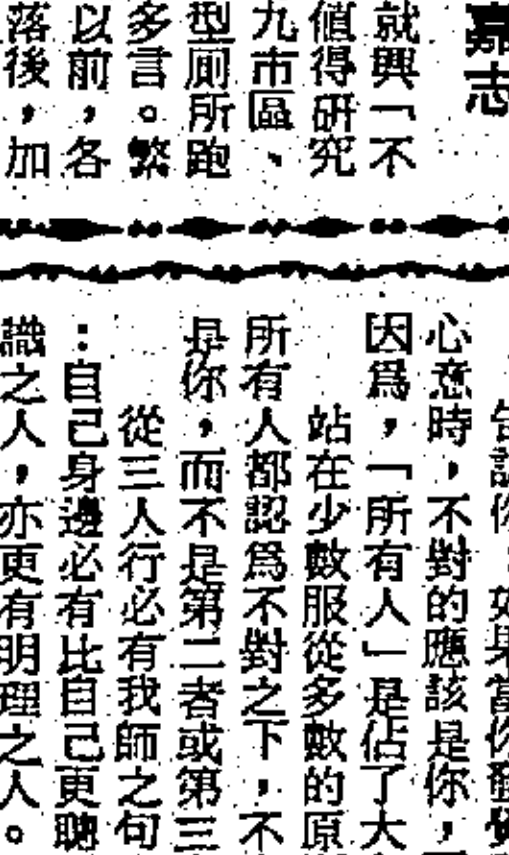 嘉志
就興「不
值得研究
九市區、
型厠所跑
多言。繁
以前，各
落後，加
告訴你：如果當你發覺
心意時，不對的應該是你，
因爲，「所有人」是佔了大
站在少數服從多數的原
所有人都認爲不對之下，不
是你，而不是第二者或第三
從三人行必有我師之句
：自己身邊必有比自己更聰
識之人，亦更有明理之人。